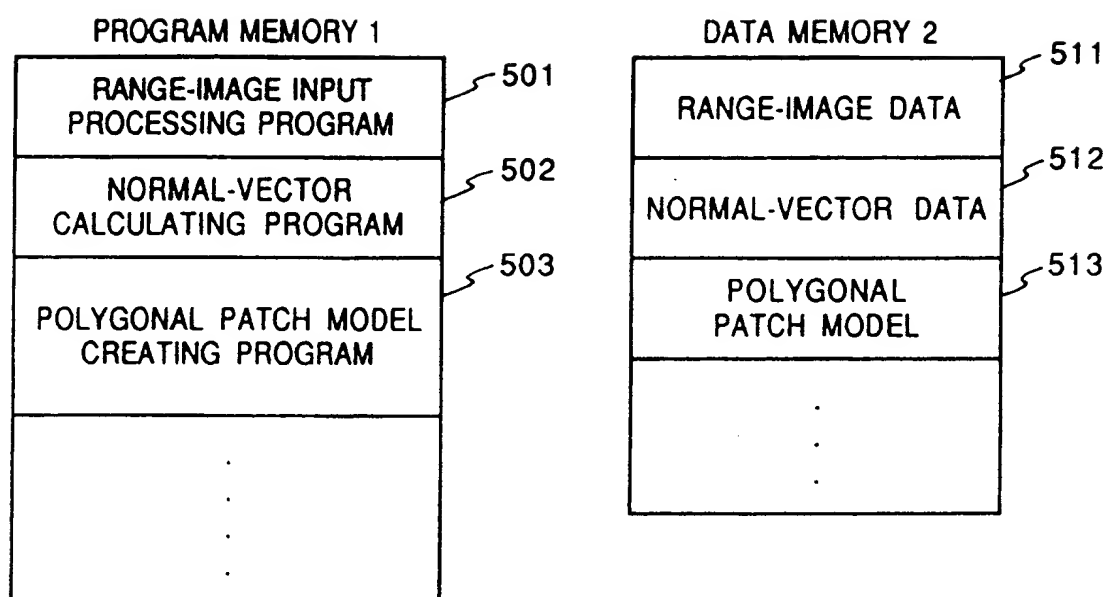 PROGRAM MEMORY 1
RANGE-IMAGE INPUT
PROCESSING PROGRAM
501
NORMAL-VECTOR
CALCULATING PROGRAM
502
POLYGONAL PATCH MODEL
CREATING PROGRAM
503
DATA MEMORY 2
RANGE-IMAGE DATA
511
NORMAL-VECTOR DATA
512
POLYGONAL
PATCH MODEL
513